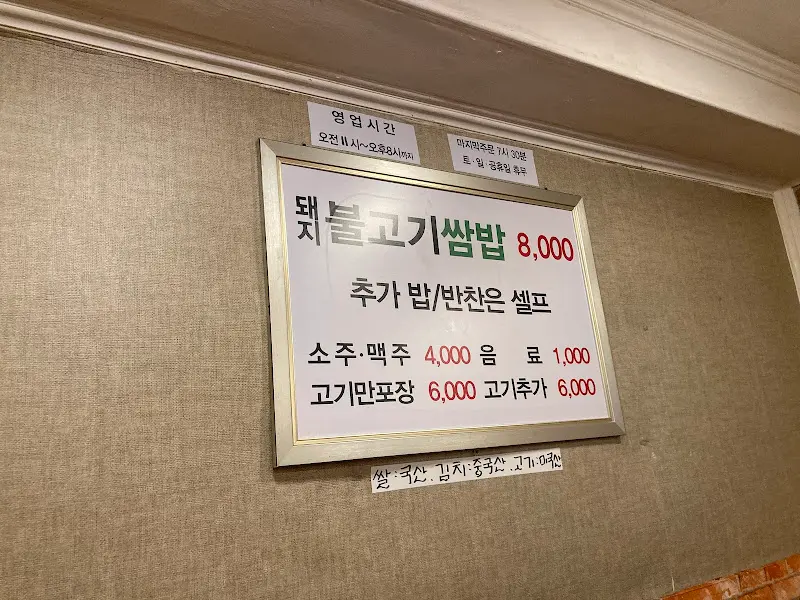 영업시간
오전11시~오후8시까지
마지막주문 7시 30분
토·일·공휴일 휴무
돼지불고기쌈밥 8,000
추가 밥/반찬은 셀프
소주·맥주 4,000 음 료 1,000
고기만포장 6,000 고기추가 6,000
쌀:국산. 김치:중국산. 고기:미국산